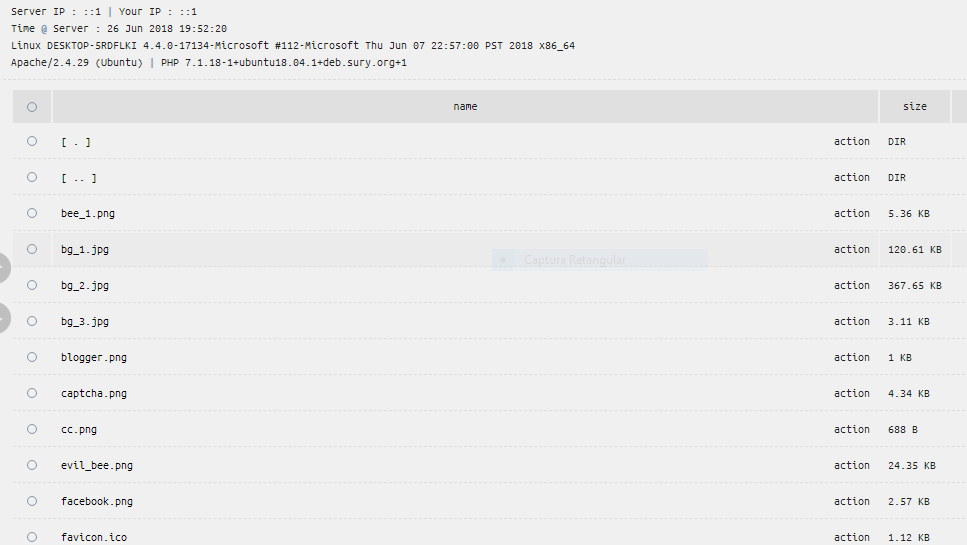 Server IP : ::1 | Your IP : ::1
Time @ Server : 26 Jun 2018 19:52:20
Linux DESKTOP-5RDFLKI 4.4.0-17134-Microsoft #112-Microsoft Thu Jun 07 22:57:00 PST 2018 x86_64
Apache/2.4.29 (Ubuntu) | PHP 7.1.18-1+ubuntu18.04.1+deb.sury.org+1
name size
[ . ] action DIR
[ .. ] action DIR
bee_1.png action 5.36 KB
bg_1.jpg action 120.61 KB
Captura Retangular
bg_2.jpg action 367.65 KB
bg_3.jpg action 3.11 KB
blogger.png action 1 KB
captcha.png action 4.34 KB
cc.png action 688 B
evil_bee.png action 24.35 KB
facebook.png action 2.57 KB
favicon.ico action 1.12 KB